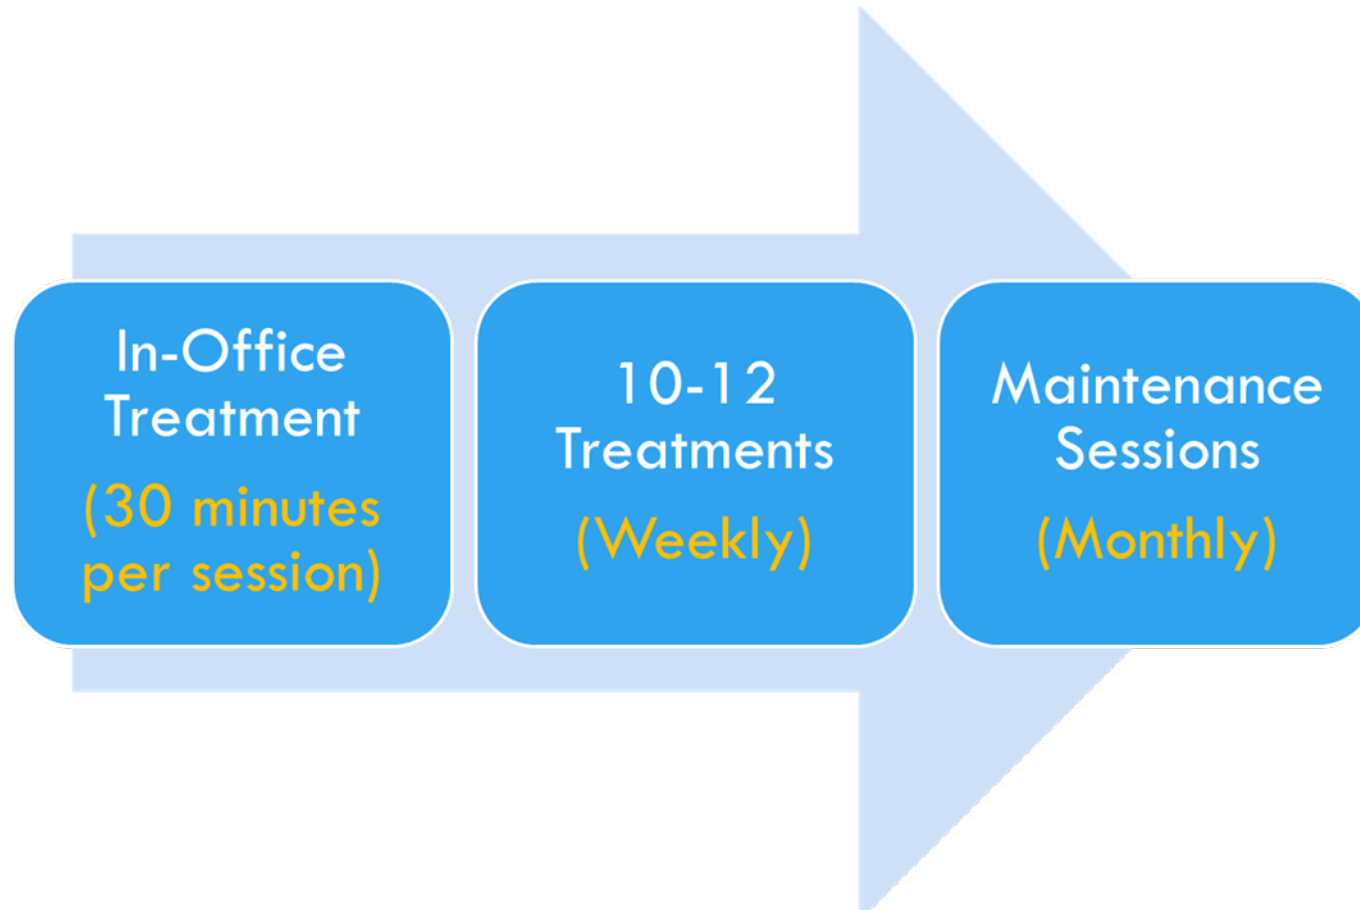 In-Office
Treatment
(30 minutes
per session)
10-12
Treatments
(Weekly)
Maintenance
Sessions
(Monthly)